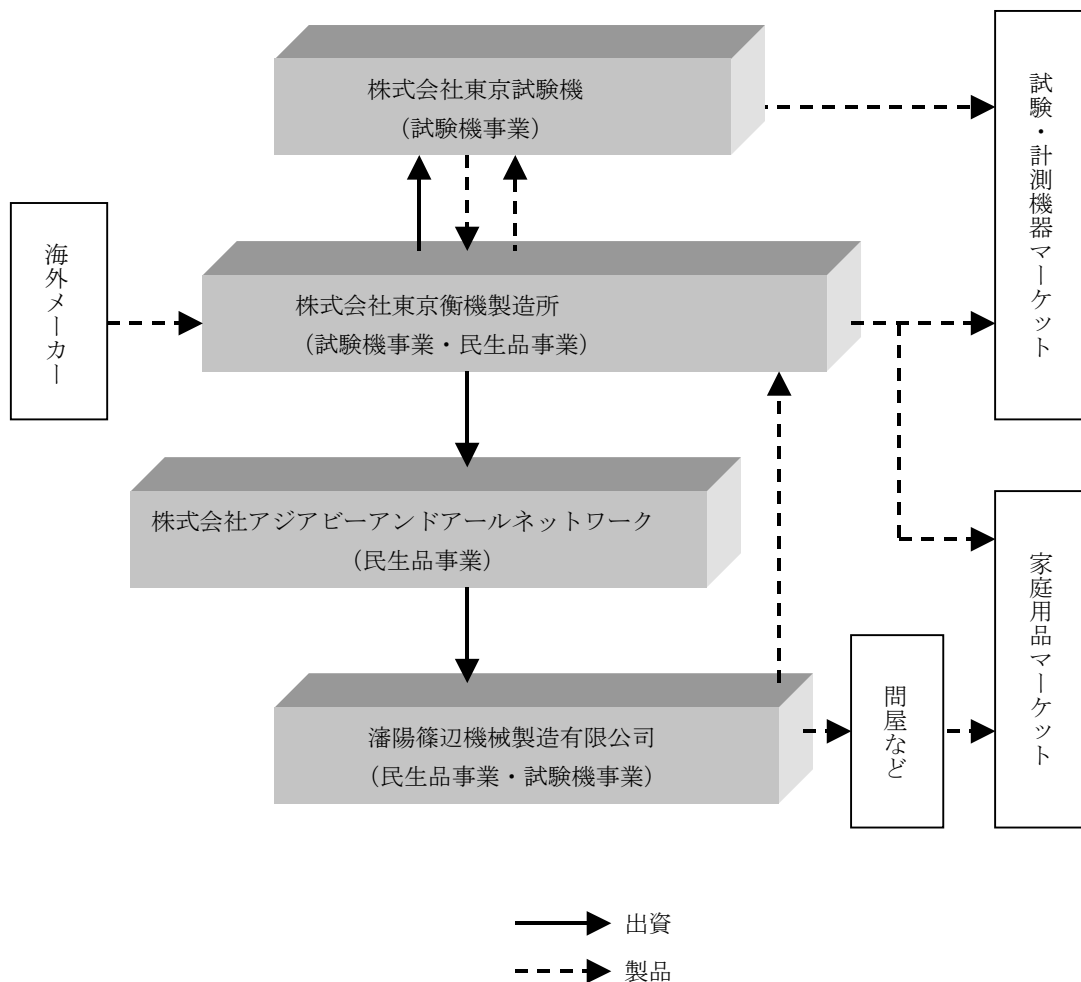 株式会社東京試験機
（試験機事業）
試験・計測機器マーケット
海外メーカー
株式会社東京衡機製造所
（試験機事業・民生品事業）
株式会社アジアビーアンドアールネットワーク
（民生品事業）
家庭用品マーケット
瀋陽篠辺機械製造有限公司
（民生品事業・試験機事業）
問屋など
出資
製品